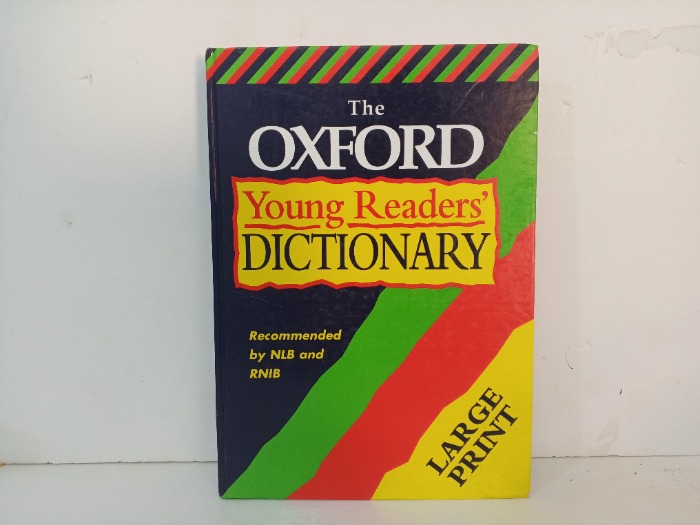 The
OXFORD
Young Readers'
DICTIONARY
Recommended
by NLB and
RNIB
LARGE
PRINT